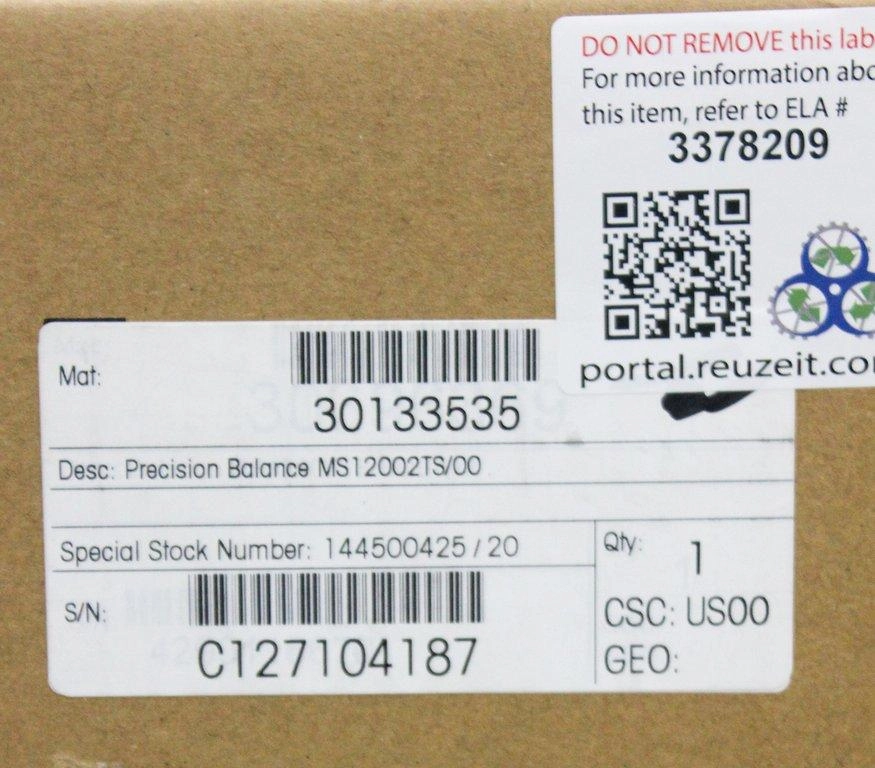 DO NOT REMOVE this lab
For more information abo
this item, refer to ELA #
3378209
portal.reuzeit.co
Mat:
30133535
Desc: Precision Balance MS12002TS/00
Special Stock Number: 144500425 / 20
Qty: 1
S/N:
C127104187
CSC: US00
GEO: